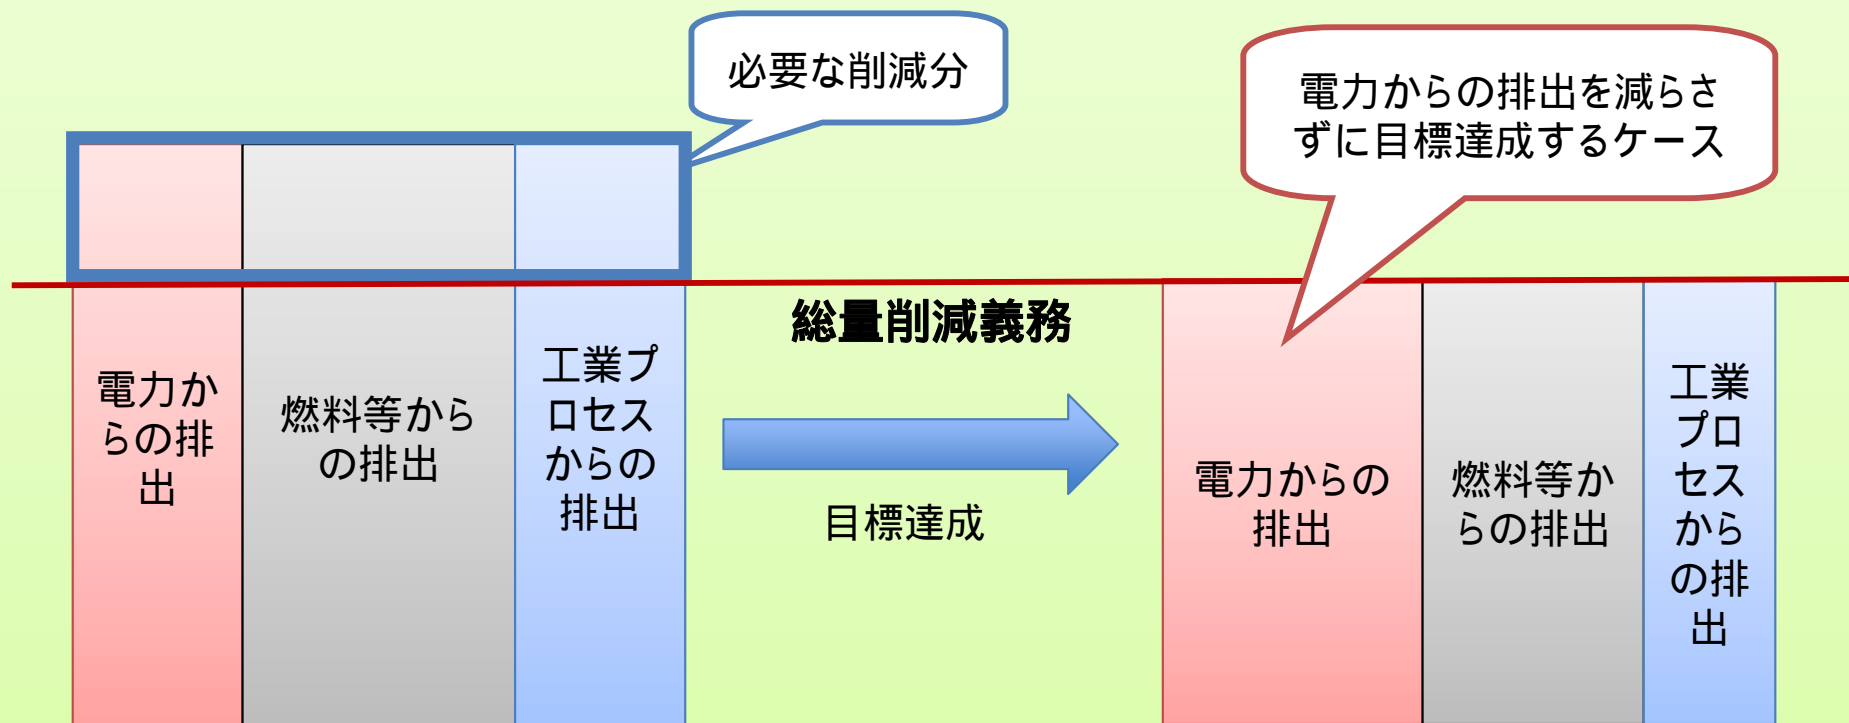 必要な削減分
電力からの排出を減らさ
ずに目標達成するケース
総量削減義務
電力か
らの排
出
燃料等から
の排出
工業プ
ロセス
からの
排出
目標達成
電力からの
排出
燃料等か
らの排出
工業
プロ
セス
から
の排
出